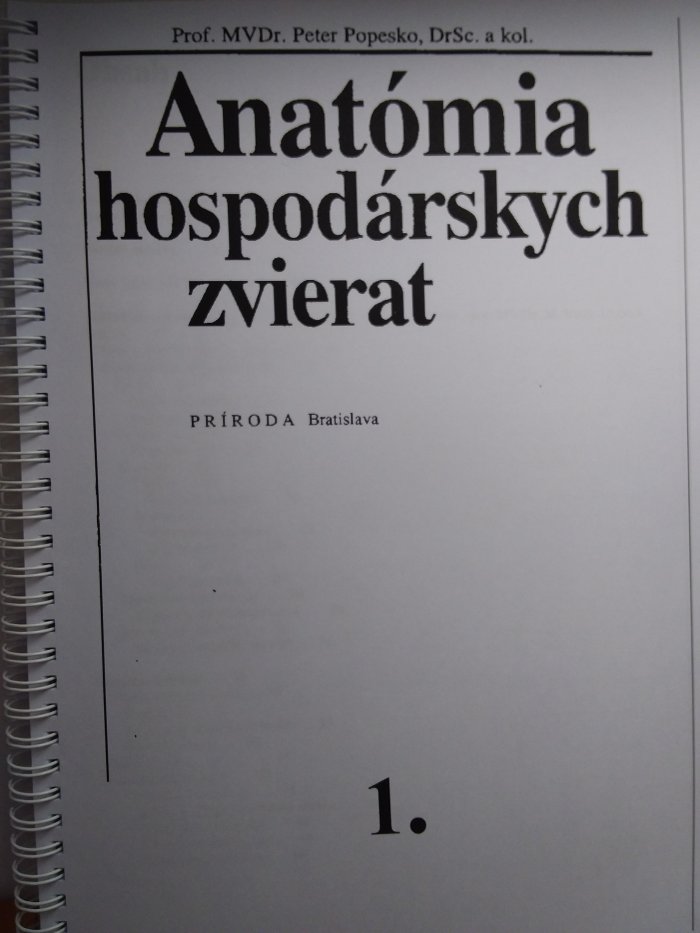 Prof. MVDr. Peter Popesko, DrSc. a kol.
Anatómia
hospodárskych
zvierat
PRÍRODA Bratislava
1.